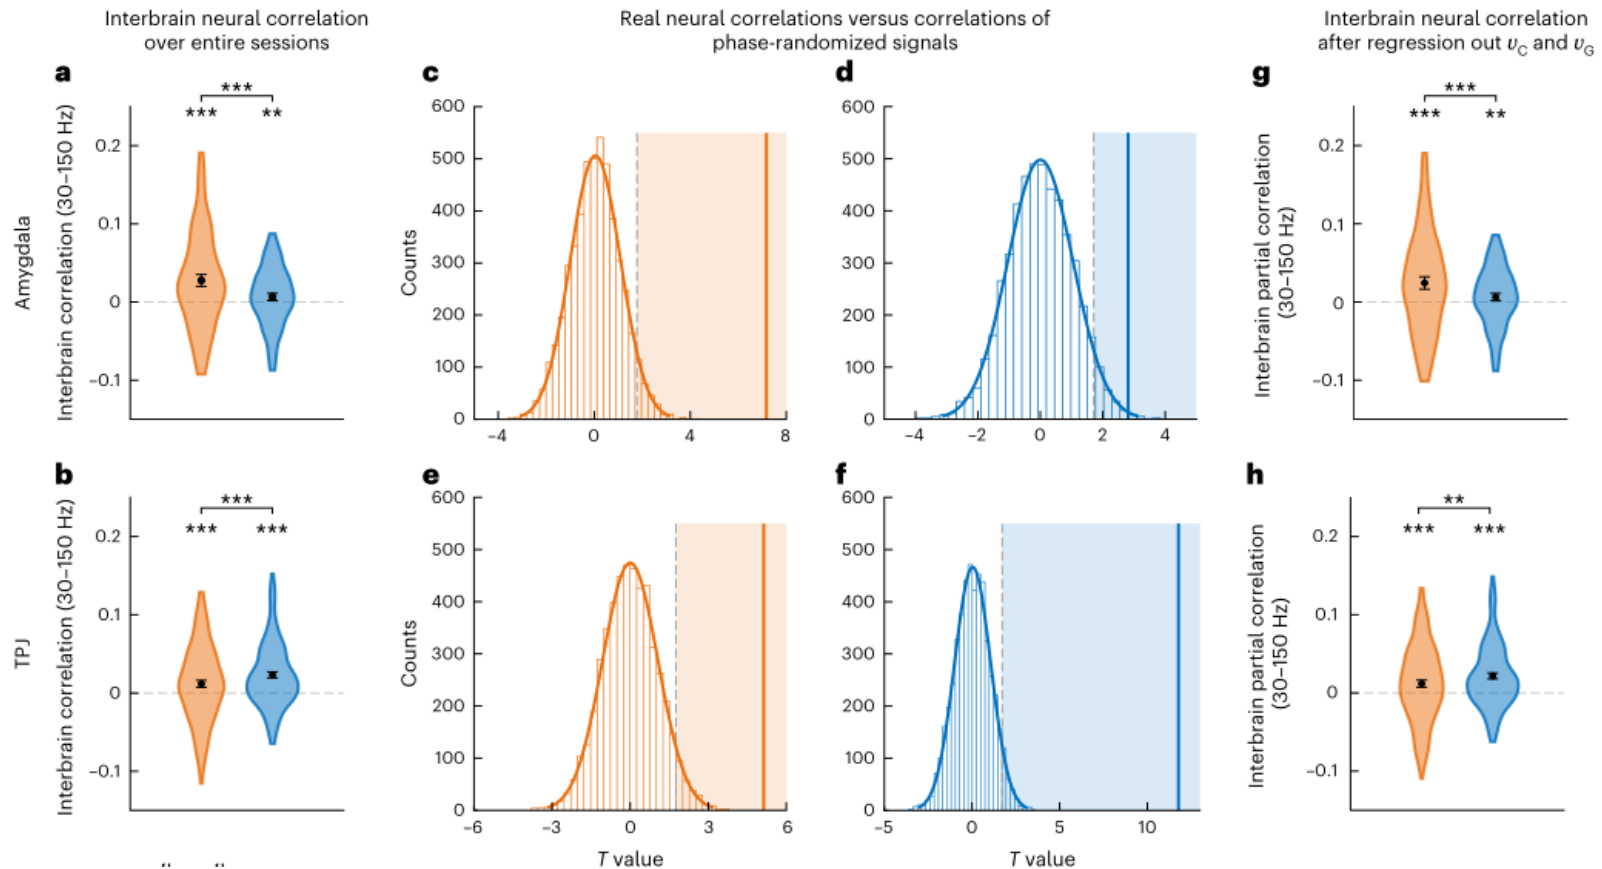 Interbrain neural correlation
over entire sessions
Real neural correlations versus correlations of
phase-randomized signals
Interbrain neural correlation
after regression out υC and υG
Amygdala
a
Interbrain correlation (30–150 Hz)
***
*** **
0.2
0.1
0
–0.1
c
Counts
600
500
400
300
200
100
0
–4 0 4 8
d
600
500
400
300
200
100
0
–4 –2 0 2 4
g
Interbrain partial correlation
(30–150 Hz)
***
*** **
0.2
0.1
0
–0.1
TPJ
b
Interbrain correlation (30–150 Hz)
***
*** ***
0.2
0.1
0
–0.1
e
Counts
600
500
400
300
200
100
0
–6 –3 0 3 6
T value
f
600
500
400
300
200
100
0
–5 0 5 10
T value
h
Interbrain partial correlation
(30–150 Hz)
**
*** ***
0.2
0.1
0
–0.1